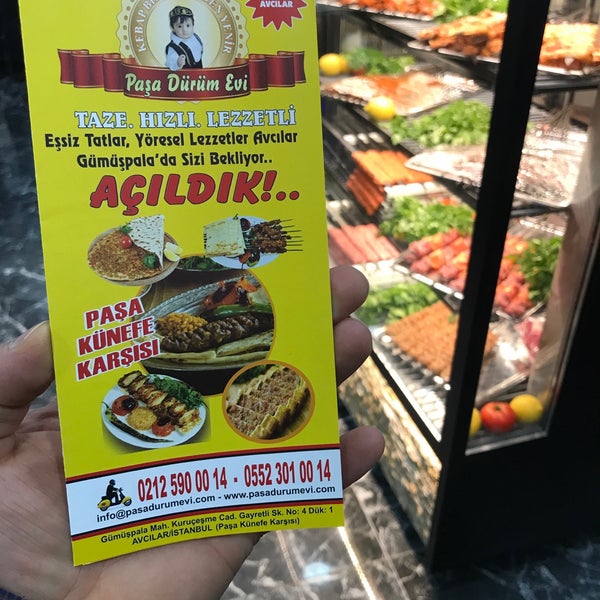 AVCILAR
Paşa Dürüm Evi
TAZE. HIZLI. LEZZETLİ
Eşsiz Tatlar, Yöresel Lezzetler Avcılar
Gümüşpala'da Sizi Bekliyor..
AÇILDIK!..
PAŞA
KÜNEFE
KARŞISI
0212 590 00 14 - 0552 301 00 14
info@pasadurumevi.com - www.pasadurumevi.com
Gümüşpala Mah. Kuruçeşme Cad. Gayretli Sk. No: 4 Dük: 1
AVCILAR/İSTANBUL (Paşa Künefe Karşısı)